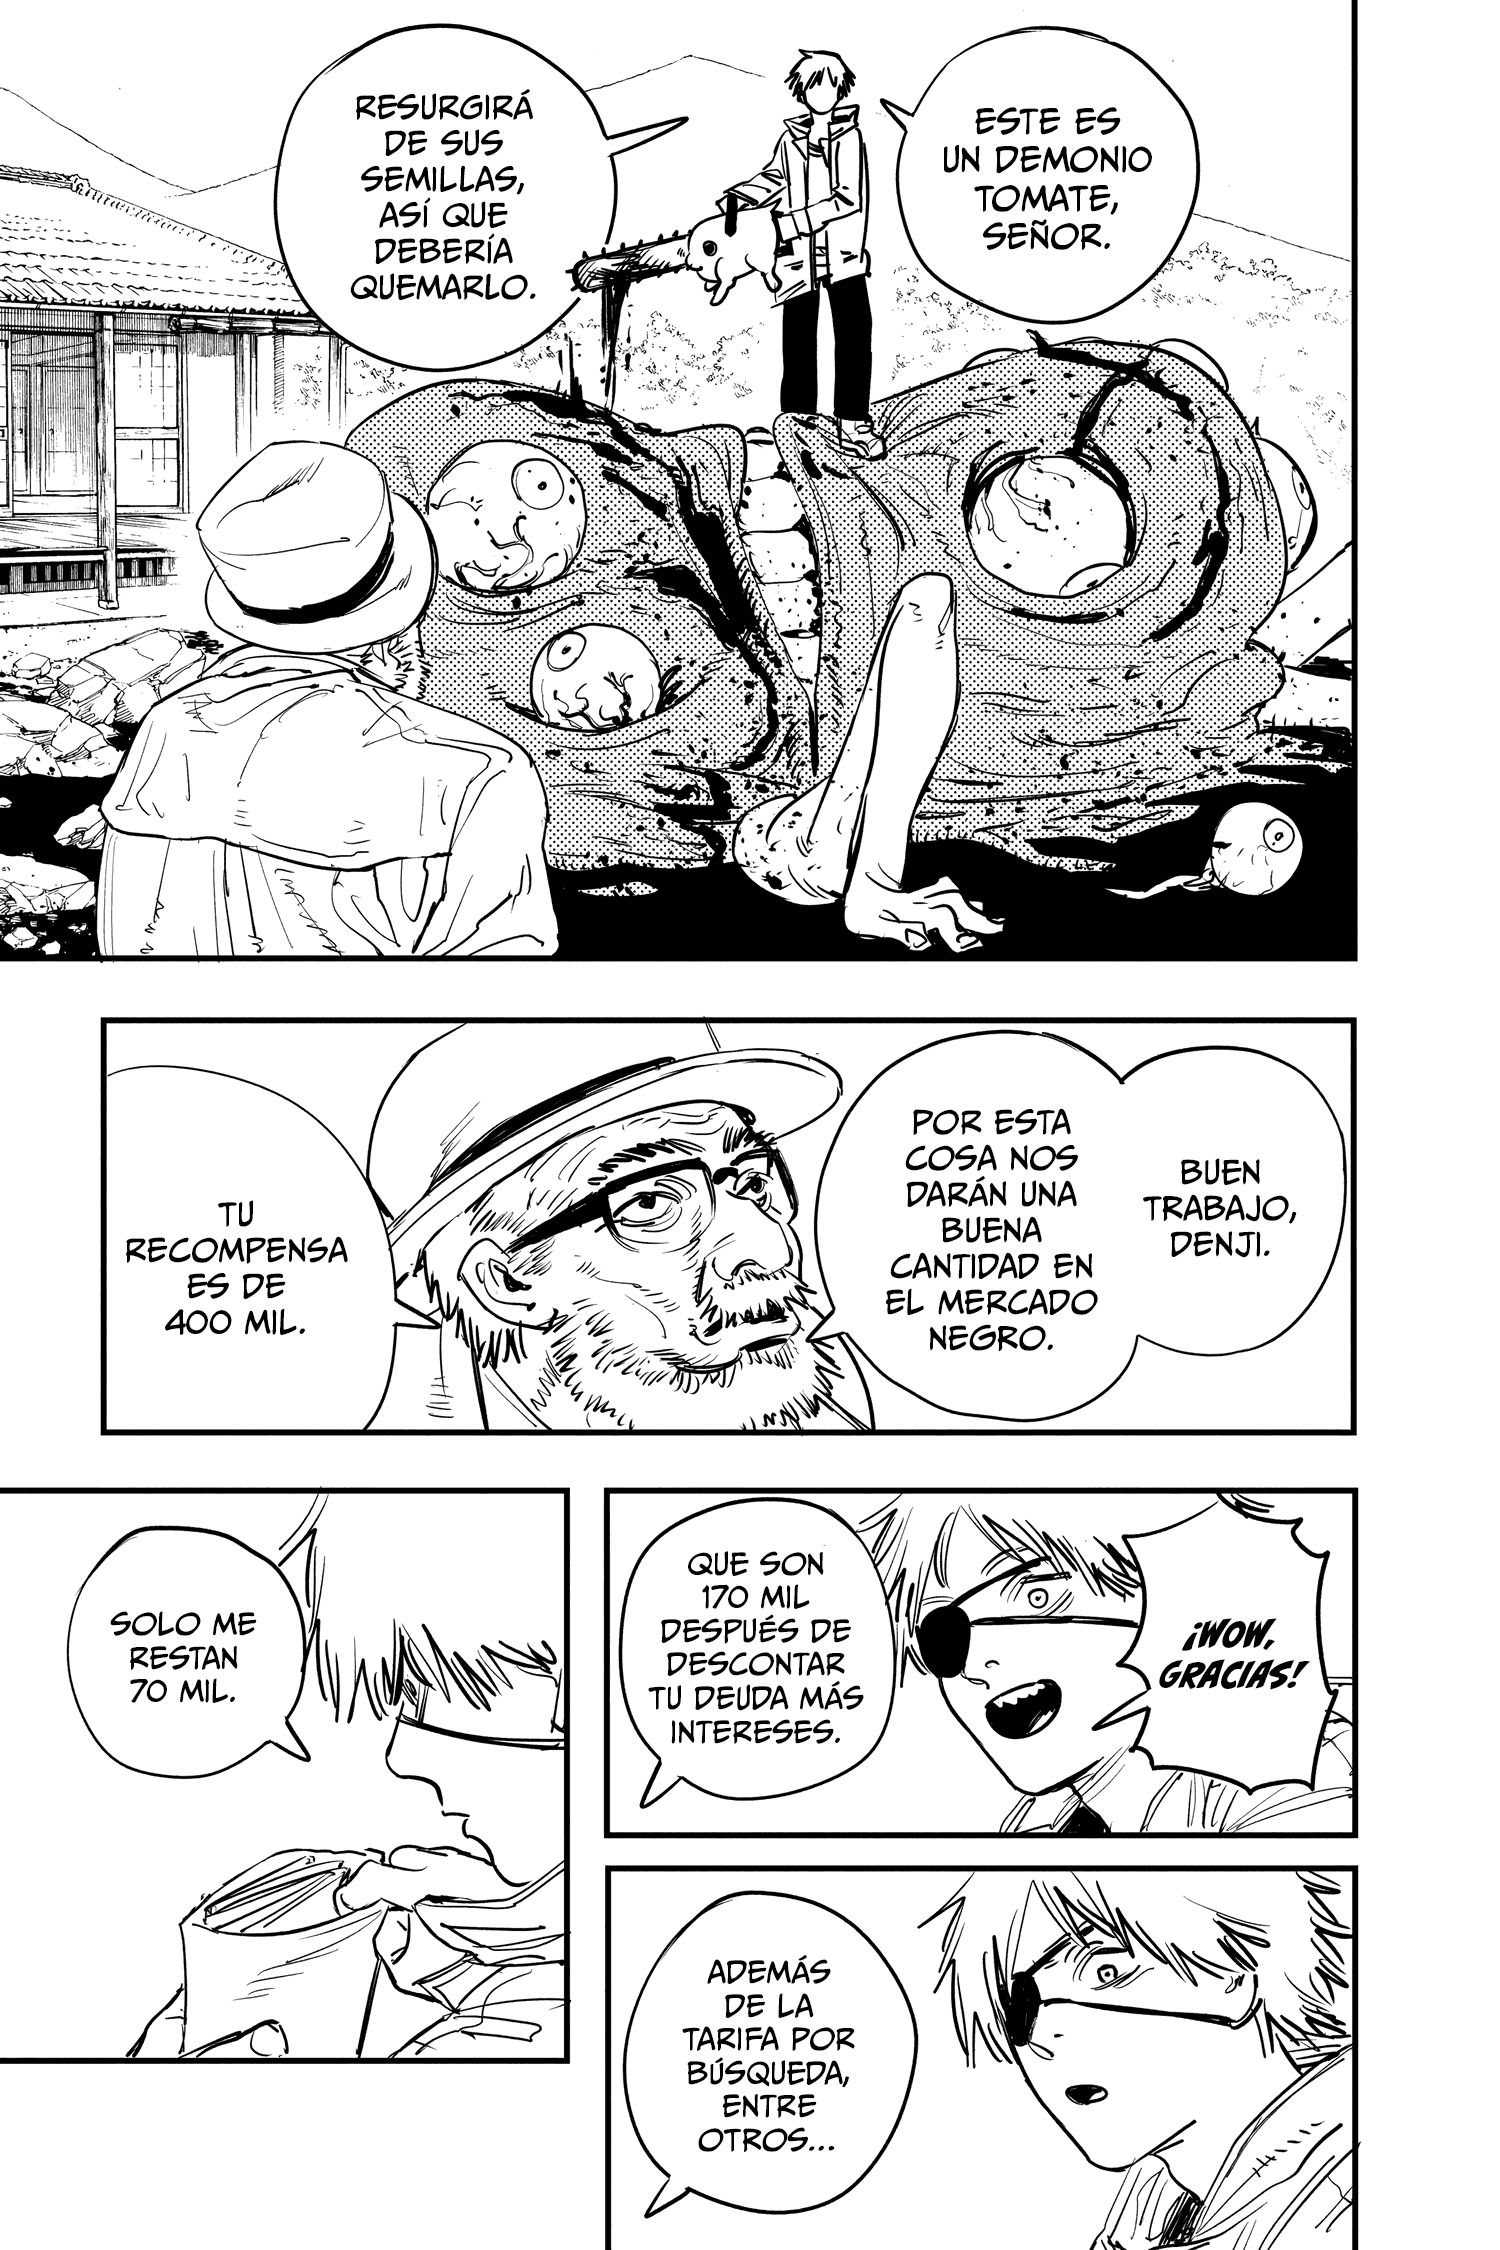 ESTE ES
UN DEMONIO
TOMATE,
SEÑOR.
RESURGIRÁ
DE SUS
SEMILLAS,
ASÍ QUE
DEBERÍA
QUEMARLO.
BUEN
TRABAJO,
DENJI.
POR ESTA
COSA NOS
DARÁN UNA
BUENA
CANTIDAD EN
EL MERCADO
NEGRO.
TU
RECOMPENSA
ES DE
400 MIL.
¡WOW,
GRACIAS!
QUE SON
170 MIL
DESPUÉS DE
DESCONTAR
TU DEUDA MÁS
INTERESES.
ADEMÁS
DE LA
TARIFA POR
BÚSQUEDA,
ENTRE
OTROS...
SOLO ME
RESTAN
70 MIL.